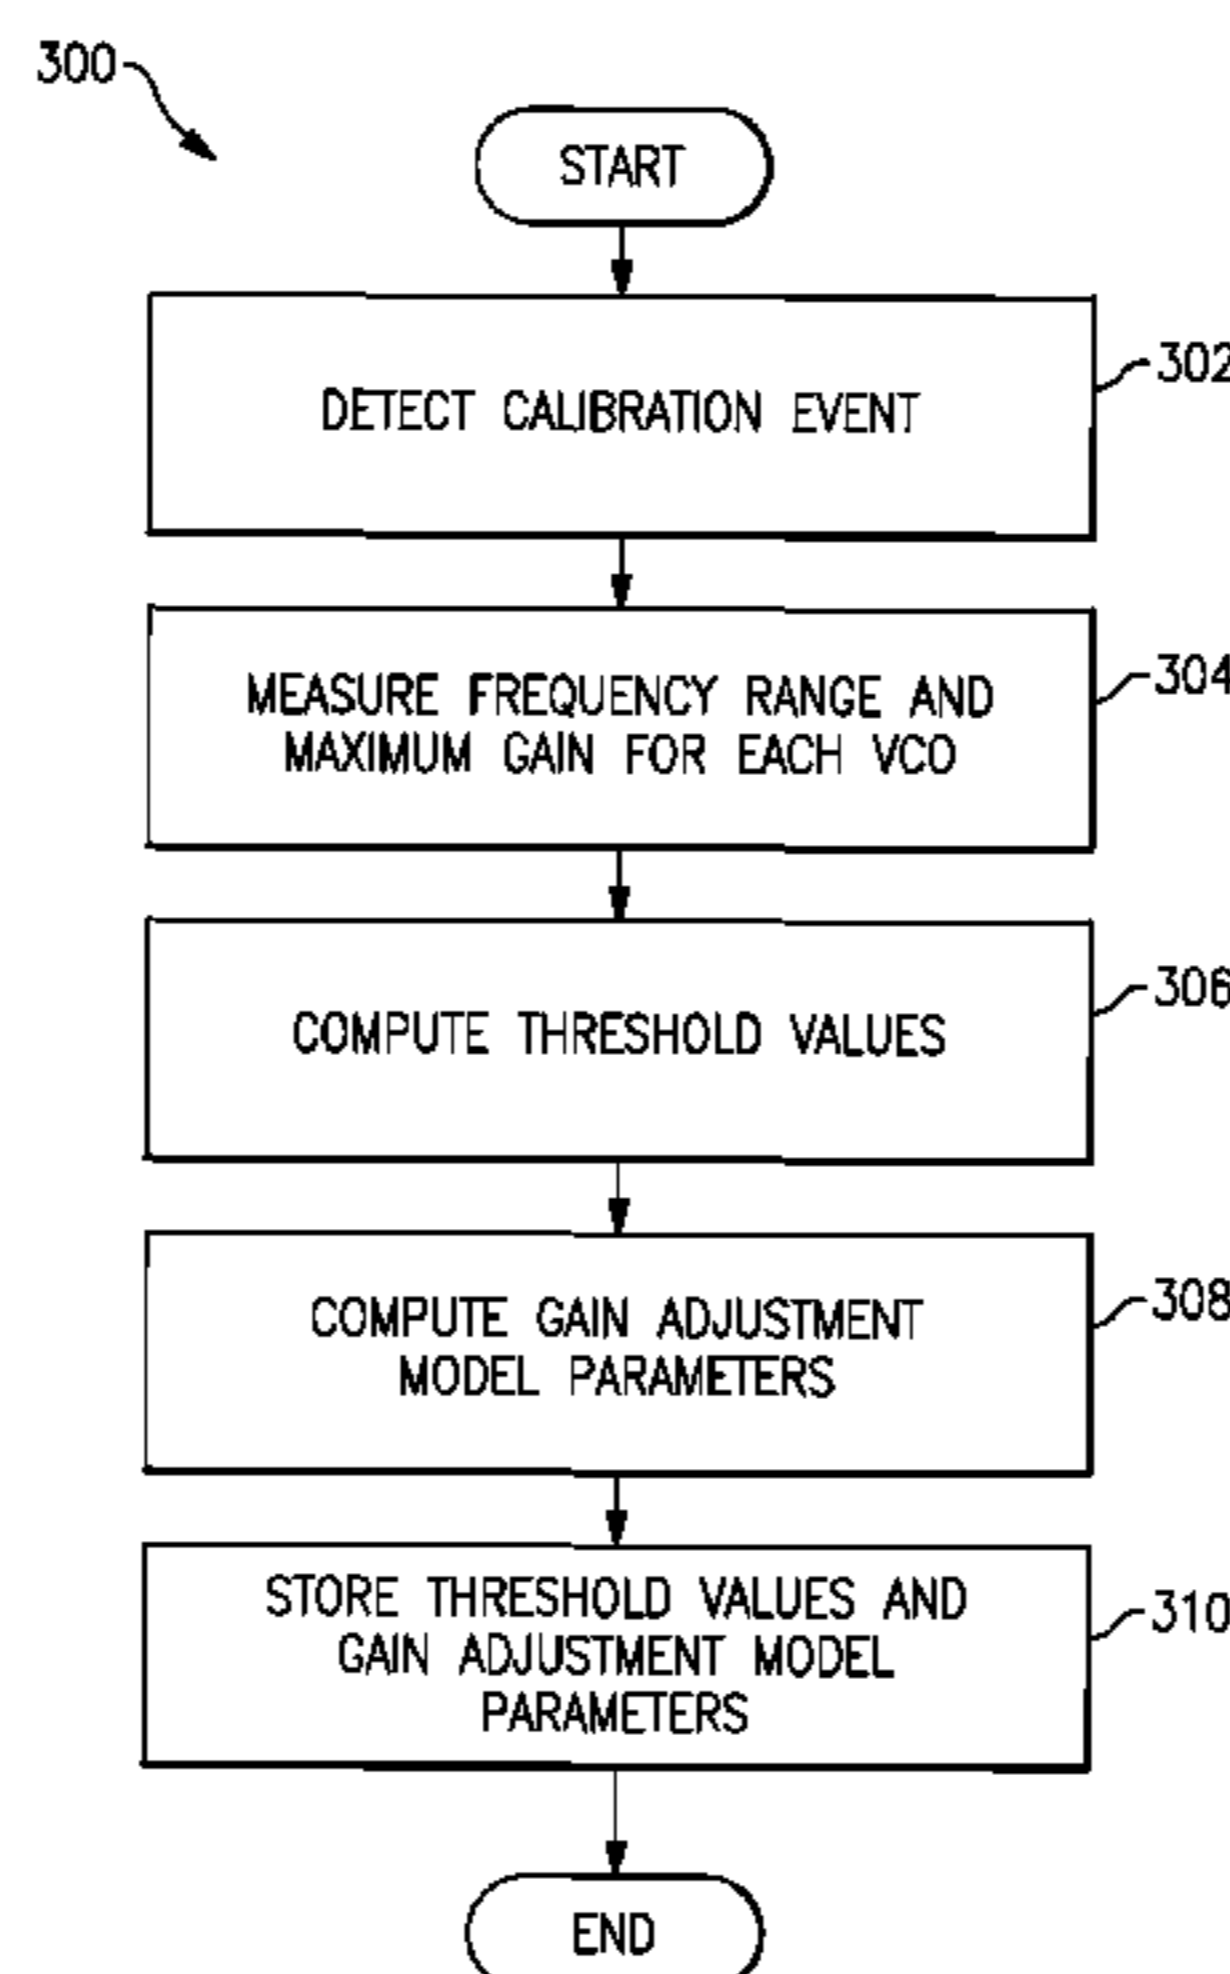 300
START
DETECT CALIBRATION EVENT
302
MEASURE FREQUENCY RANGE AND
MAXIMUM GAIN FOR EACH VCO
304
COMPUTE THRESHOLD VALUES
306
COMPUTE GAIN ADJUSTMENT
MODEL PARAMETERS
308
STORE THRESHOLD VALUES AND
GAIN ADJUSTMENT MODEL
PARAMETERS
310
END